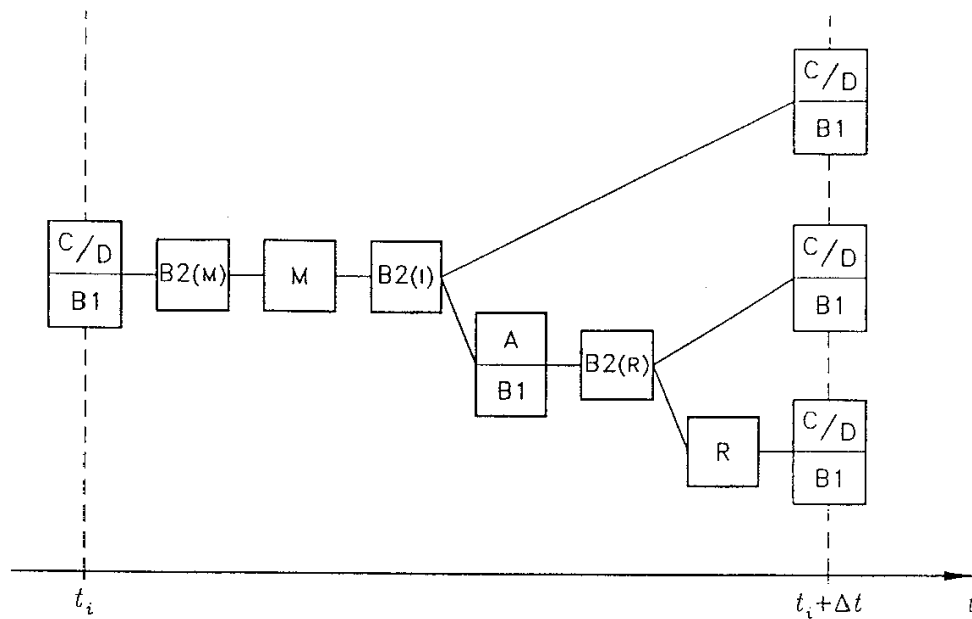 C/D
B1
C/D
B1
B2(M)
M
B2(I)
A
B1
B2(R)
C/D
B1
R
C/D
B1
t_i
t_i+Δt